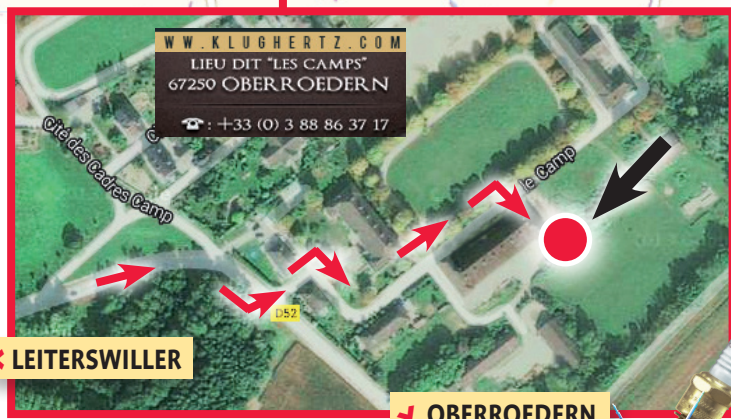 WWW.KLUGHERTZ.COM
LIEU DIT "LES CAMPS"
67250 OBERROEDERN
☎ : +33 (0) 3 88 86 37 17
Cité des Cadres Camp
C
le Camp
D52
LEITERSWILLER
OBERROEDERN